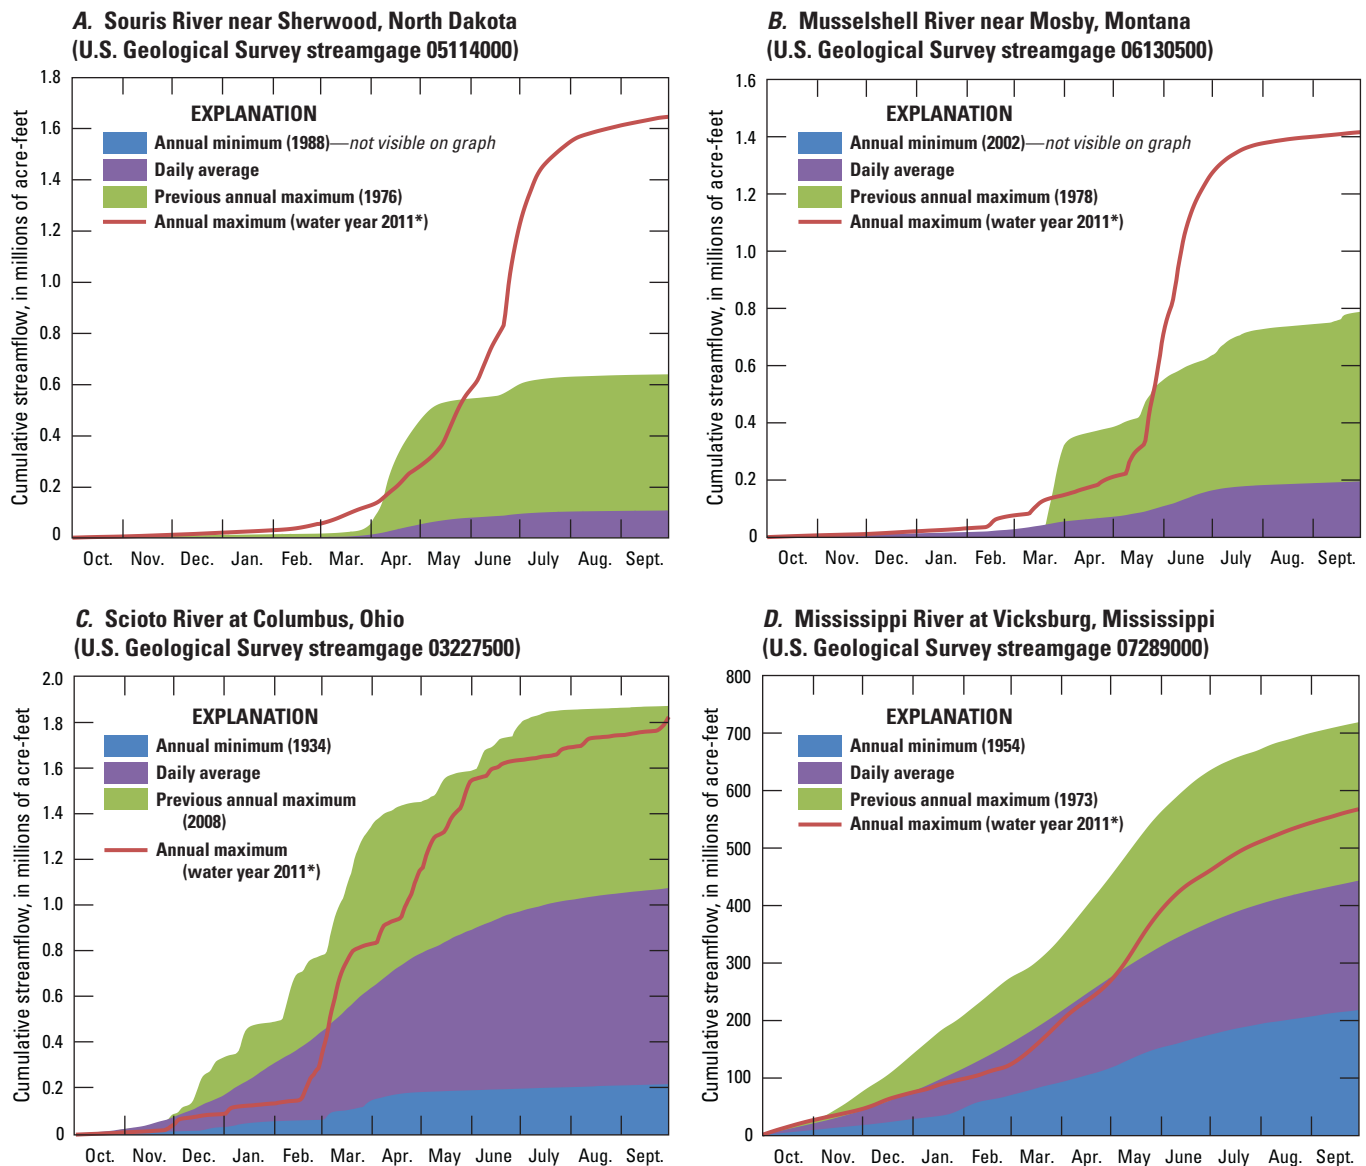 A. Souris River near Sherwood, North Dakota
(U.S. Geological Survey streamgage 05114000)
Cumulative streamflow, in millions of acre-feet
1.8
1.6
1.4
1.2
1.0
0.8
0.6
0.4
0.2
0
EXPLANATION
Annual minimum (1988)—not visible on graph
Daily average
Previous annual maximum (1976)
Annual maximum (water year 2011*)
Oct. Nov. Dec. Jan. Feb. Mar. Apr. May June July Aug. Sept.
B. Musselshell River near Mosby, Montana
(U.S. Geological Survey streamgage 06130500)
Cumulative streamflow, in millions of acre-feet
1.6
1.4
1.2
1.0
0.8
0.6
0.4
0.2
0
EXPLANATION
Annual minimum (2002)—not visible on graph
Daily average
Previous annual maximum (1978)
Annual maximum (water year 2011*)
Oct. Nov. Dec. Jan. Feb. Mar. Apr. May June July Aug. Sept.
C. Scioto River at Columbus, Ohio
(U.S. Geological Survey streamgage 03227500)
Cumulative streamflow, in millions of acre-feet
2.0
1.8
1.6
1.4
1.2
1.0
0.8
0.6
0.4
0.2
0
EXPLANATION
Annual minimum (1934)
Daily average
Previous annual maximum
(2008)
Annual maximum
(water year 2011*)
Oct. Nov. Dec. Jan. Feb. Mar. Apr. May June July Aug. Sept.
D. Mississippi River at Vicksburg, Mississippi
(U.S. Geological Survey streamgage 07289000)
Cumulative streamflow, in millions of acre-feet
800
700
600
500
400
300
200
100
0
EXPLANATION
Annual minimum (1954)
Daily average
Previous annual maximum (1973)
Annual maximum (water year 2011*)
Oct. Nov. Dec. Jan. Feb. Mar. Apr. May June July Aug. Sept.